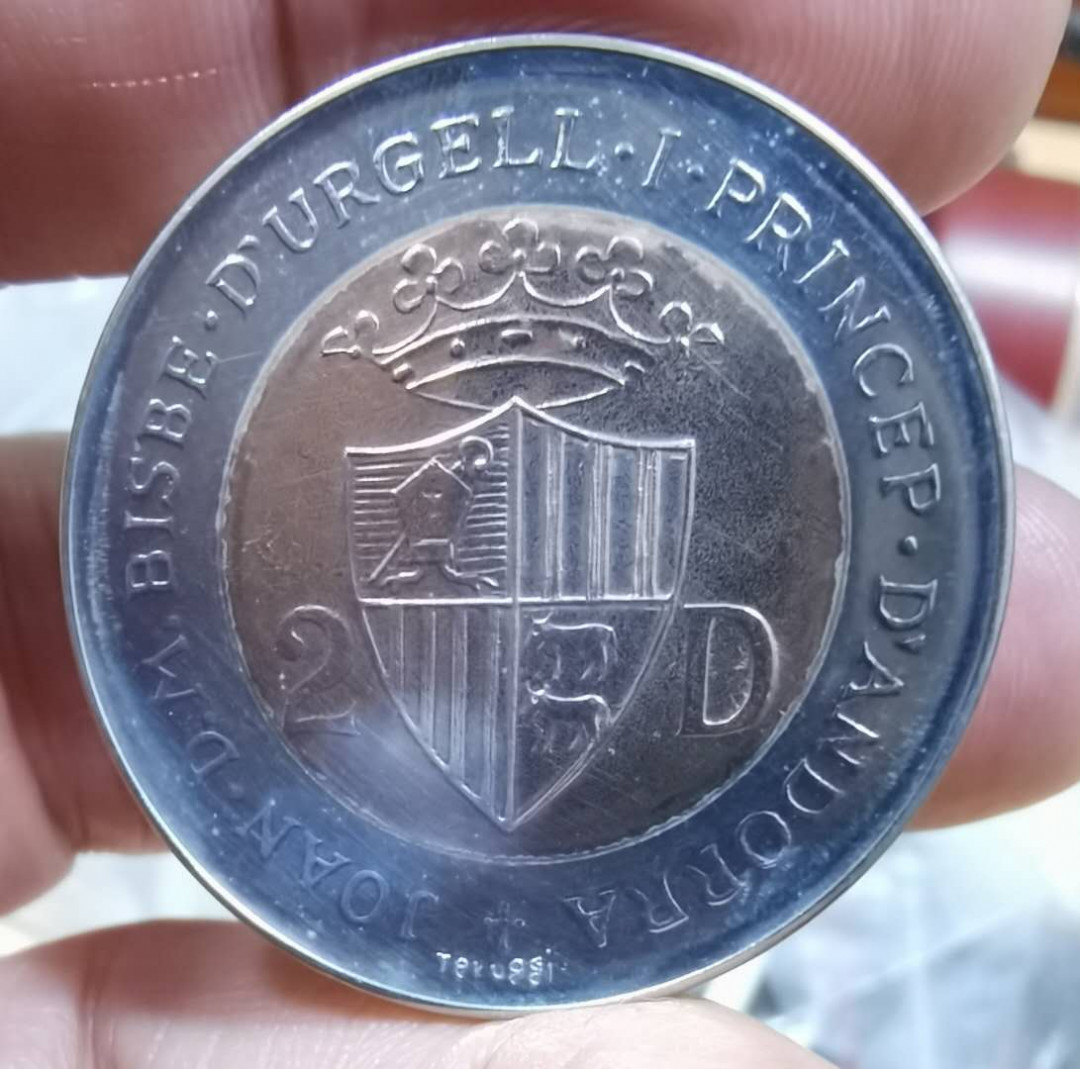 + JOAN · D · M · BISBE · D'URGELL · I · PRINCEP · D'ANDORRA
2 D
Teruggi